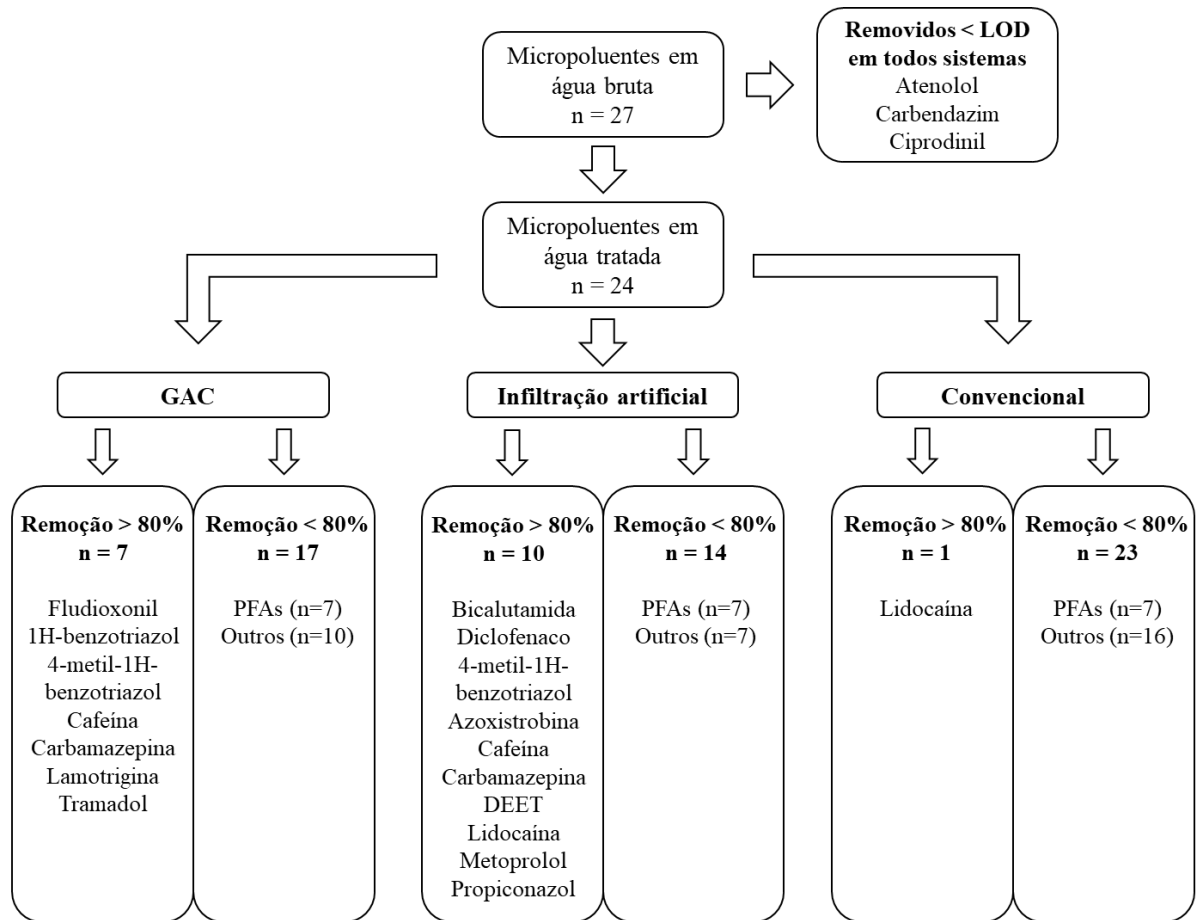 Micropoluentes em
água bruta
n = 27
Removidos < LOD
em todos sistemas
Atenolol
Carbendazim
Ciprodinil
Micropoluentes em
água tratada
n = 24
GAC
Infiltração artificial
Convencional
Remoção > 80%
n = 7
Fludioxonil
1H-benzotriazol
4-metil-1H-
benzotriazol
Cafeína
Carbamazepina
Lamotrigina
Tramadol
Remoção < 80%
n = 17
PFAs (n=7)
Outros (n=10)
Remoção > 80%
n = 10
Bicalutamida
Diclofenaco
4-metil-1H-
benzotriazol
Azoxistrobina
Cafeína
Carbamazepina
DEET
Lidocaína
Metoprolol
Propiconazol
Remoção < 80%
n = 14
PFAs (n=7)
Outros (n=7)
Remoção > 80%
n = 1
Lidocaína
Remoção < 80%
n = 23
PFAs (n=7)
Outros (n=16)